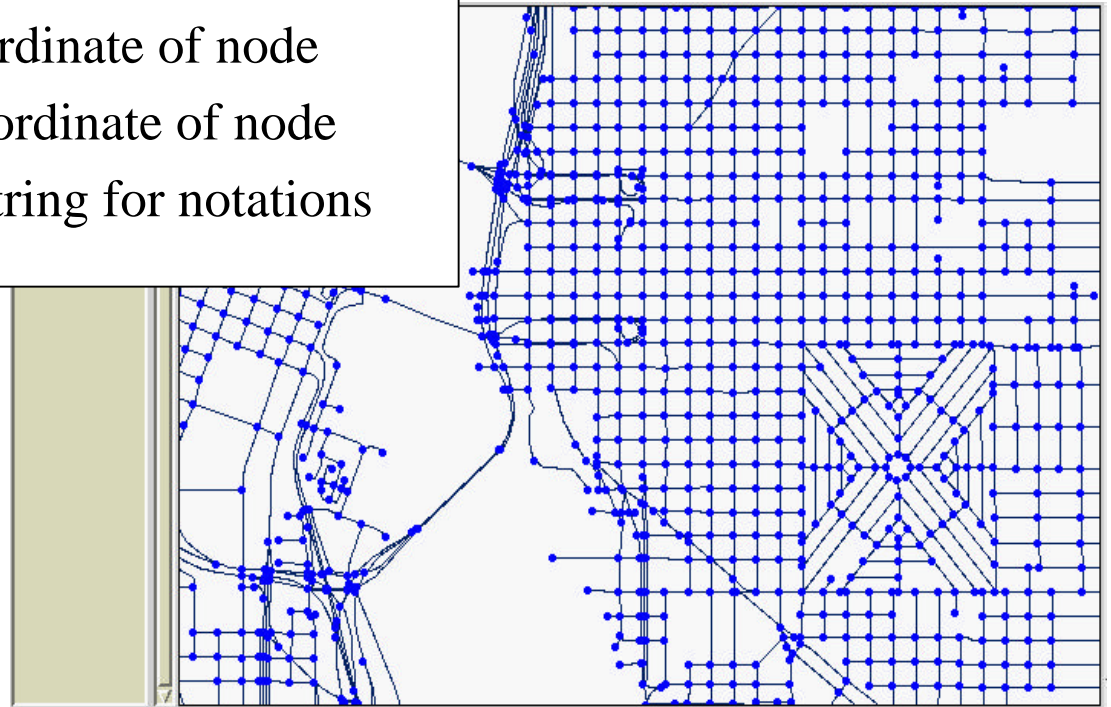 rdinate of node
ordinate of node
tring for notations